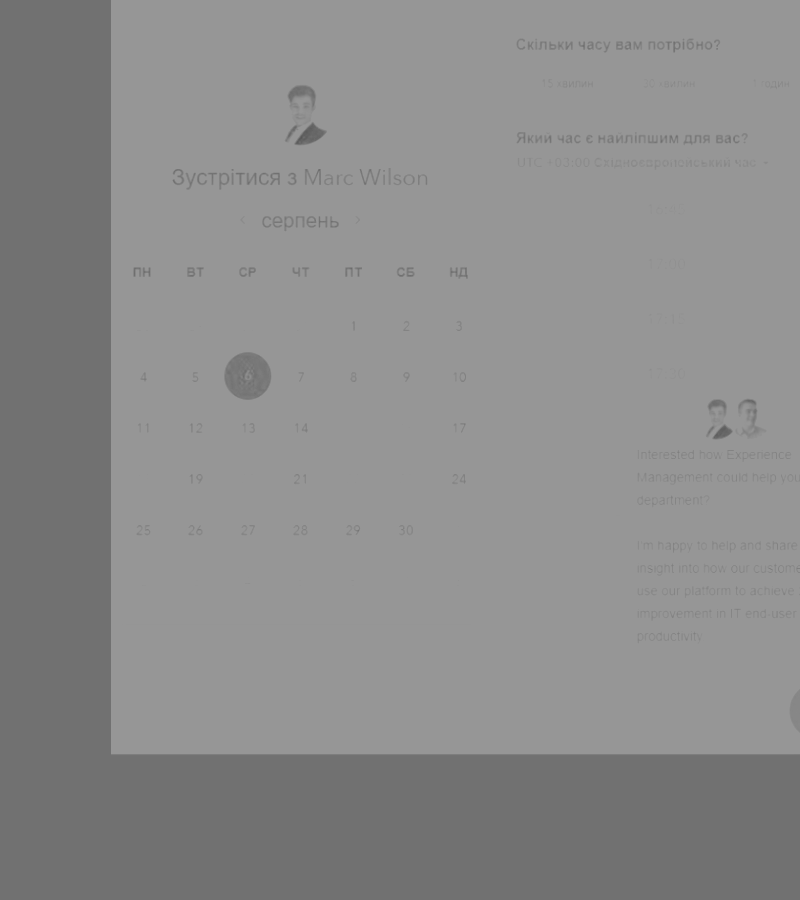 Зустрітися з Marc Wilson
‹ серпень ›
ПН ВТ СР ЧТ ПТ СБ НД
1 2 3
4 5 6 7 8 9 10
11 12 13 14 17
19 21 24
25 26 27 28 29 30
Скільки часу вам потрібно?
15 хвилин 30 хвилин 1 годин
Який час є найліпшим для вас?
UTC +03:00 Східноєвропейський час
Interested how Experience
Management could help you
department?
I'm happy to help and share
insight into how our custome
use our platform to achieve
improvement in IT end-user
productivity